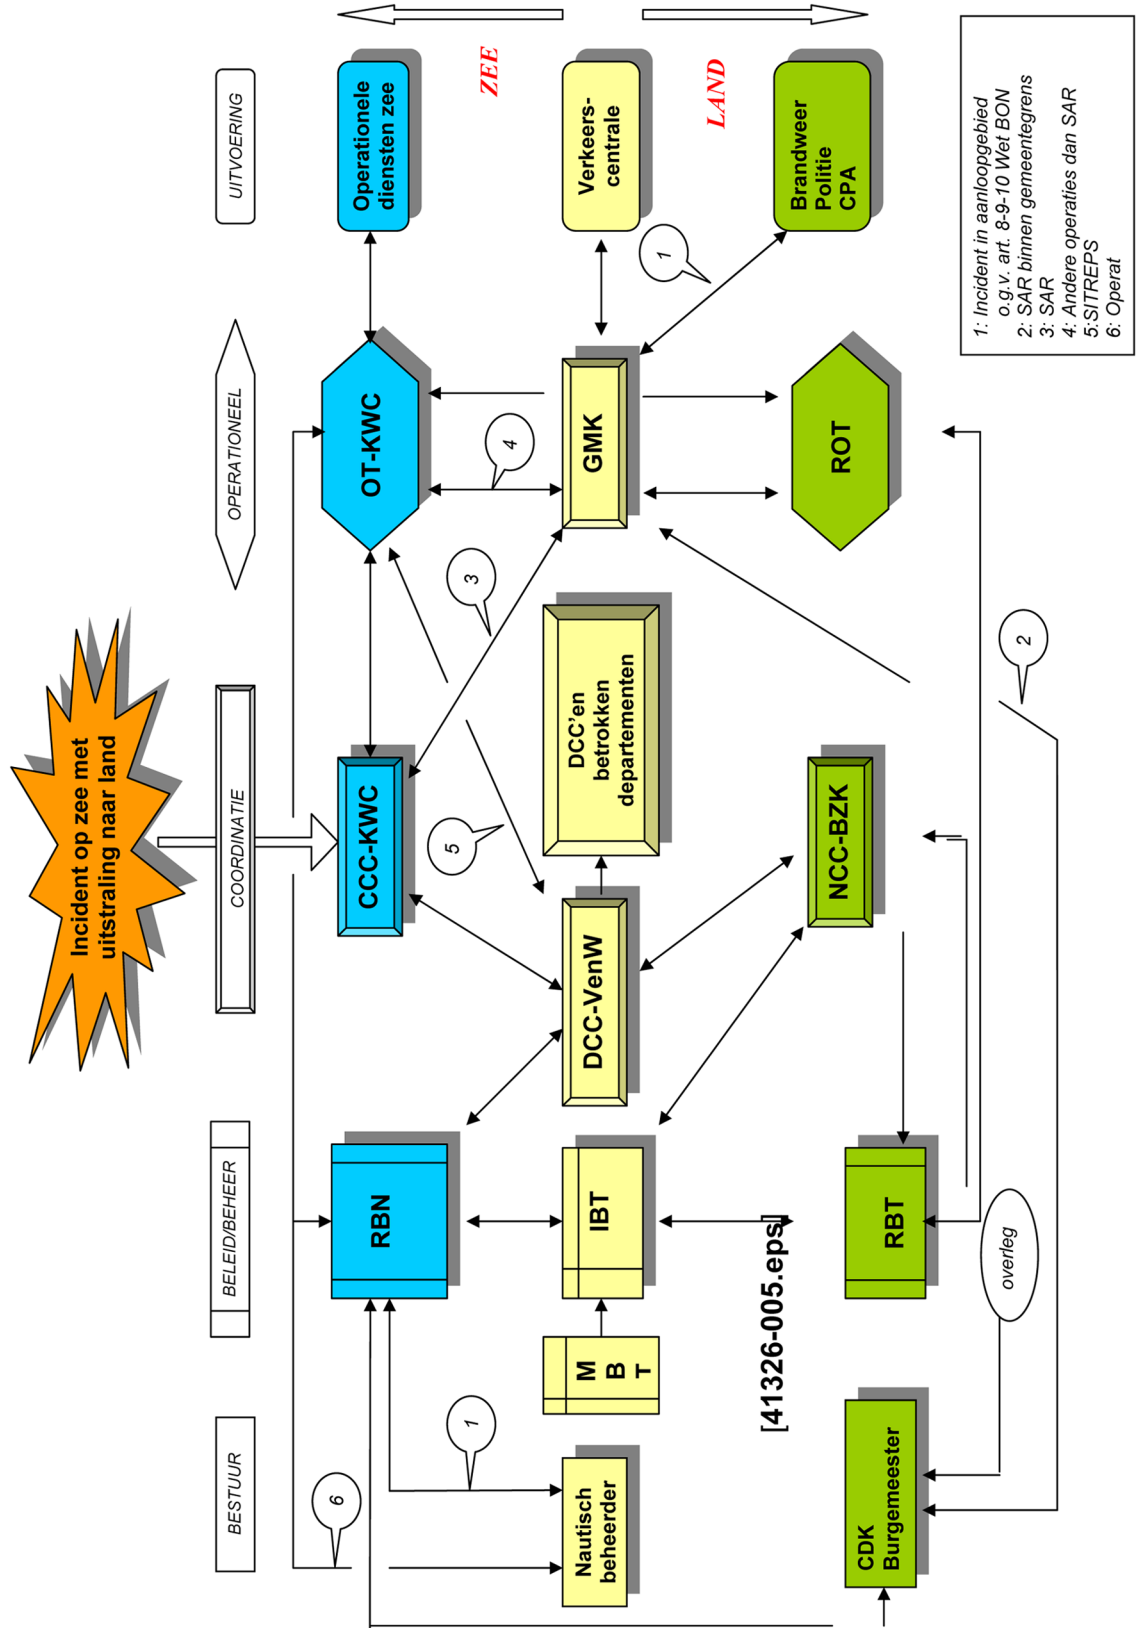 Incident op zee met
uitstraling naar land
BESTUUR
BELEID/BEHEER
COORDINATIE
OPERATIONEEL
UITVOERING
6
RBN
CCC-KWC
OT-KWC
Operationele
diensten zee
ZEE
1
5
3
4
Nautisch
beheerder
M
B
T
IBT
DCC-VenW
DCC'en
betrokken
departementen
GMK
Verkeers-
centrale
1
LAND
[41326-005.eps]
CDK
Burgemeester
RBT
NCC-BZK
ROT
Brandweer
Politie
CPA
overleg
2
1: Incident in aanloopgebied
o.g.v. art. 8-9-10 Wet BON
2: SAR binnen gemeentegrens
3: SAR
4: Andere operaties dan SAR
5:SITREPS
6: Operat